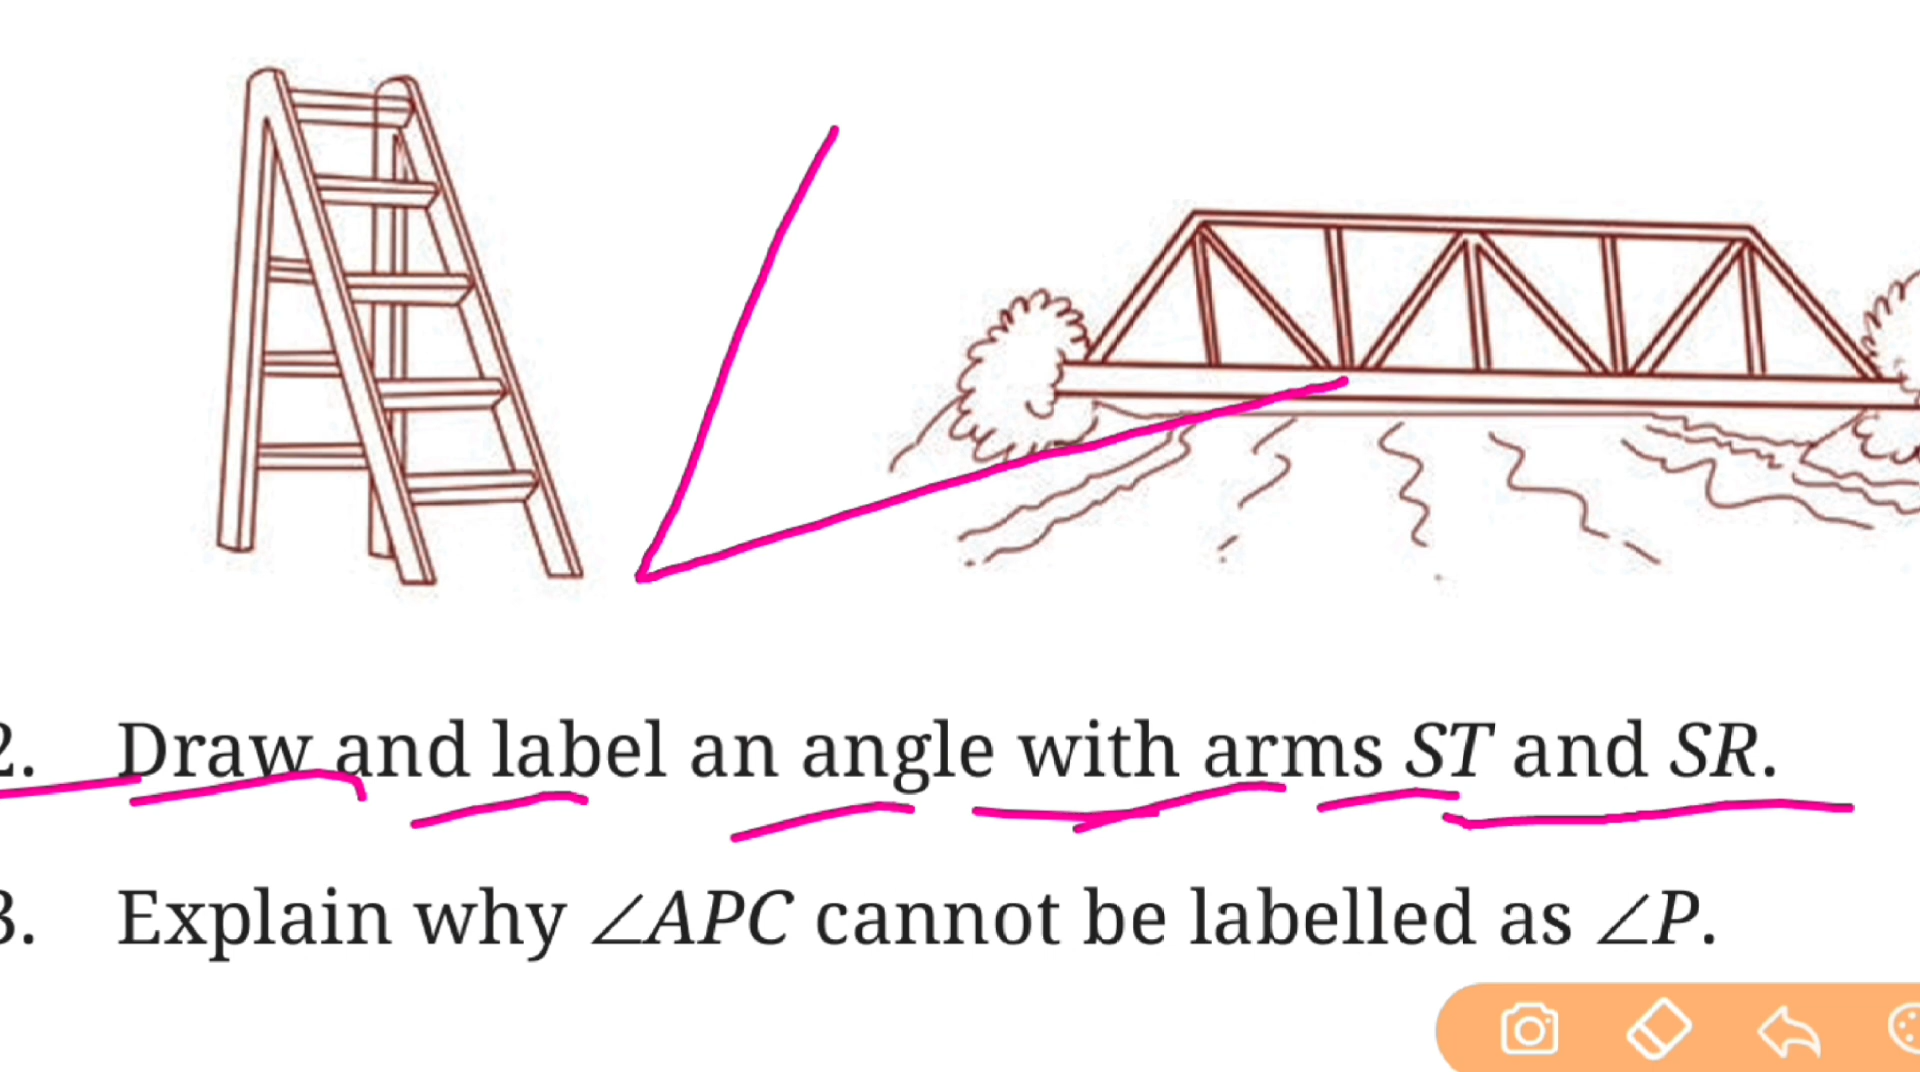 2. Draw and label an angle with arms ST and SR.
3. Explain why ∠APC cannot be labelled as ∠P.